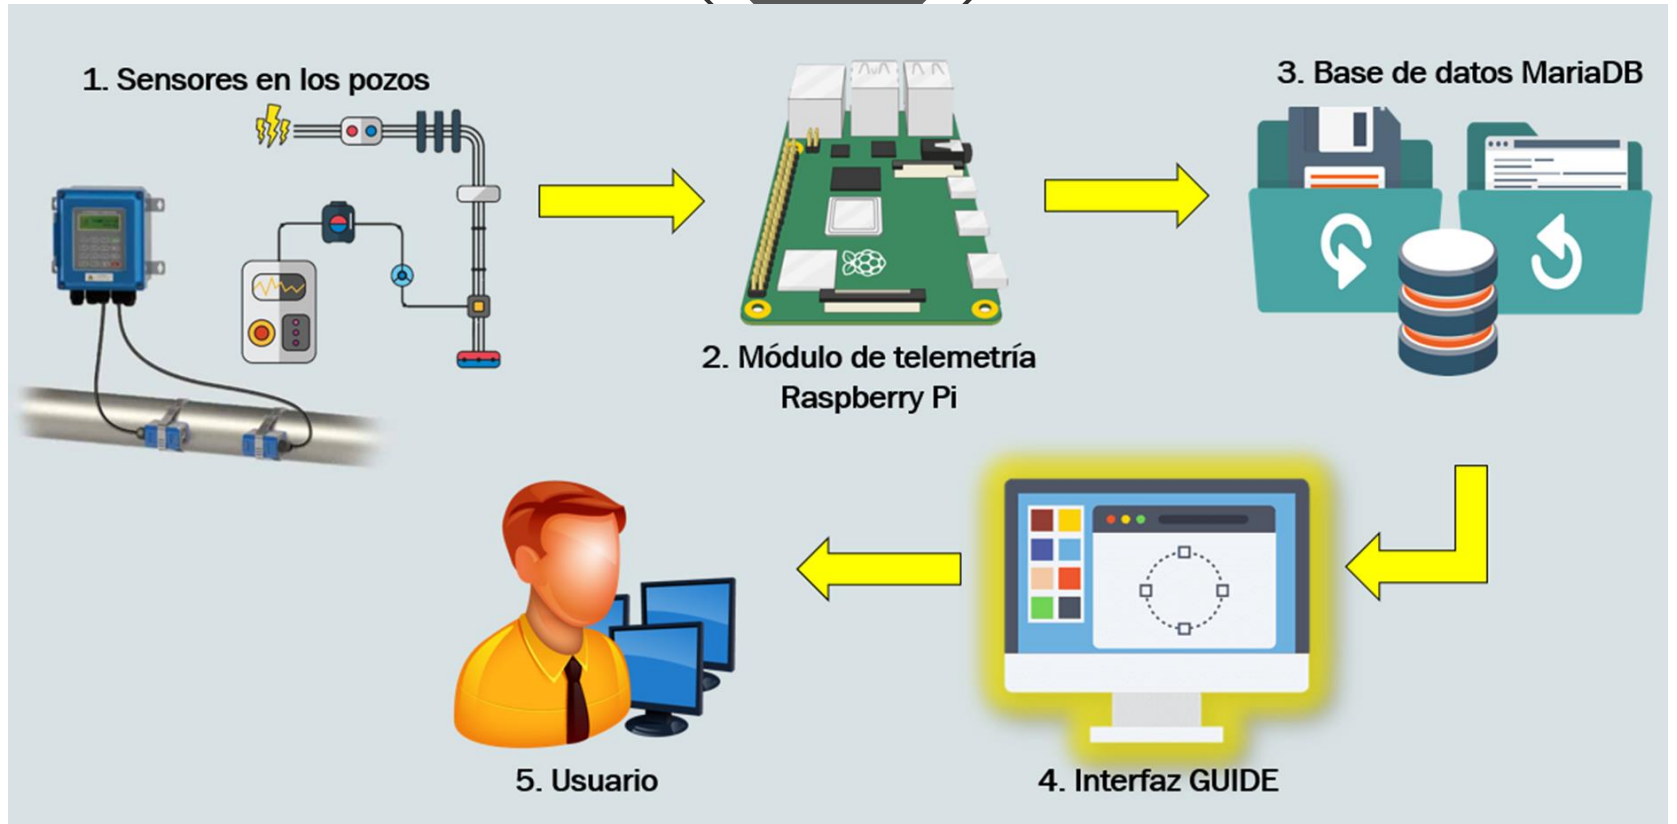 1. Sensores en los pozos
3. Base de datos MariaDB
2. Módulo de telemetría
Raspberry Pi
5. Usuario
4. Interfaz GUIDE